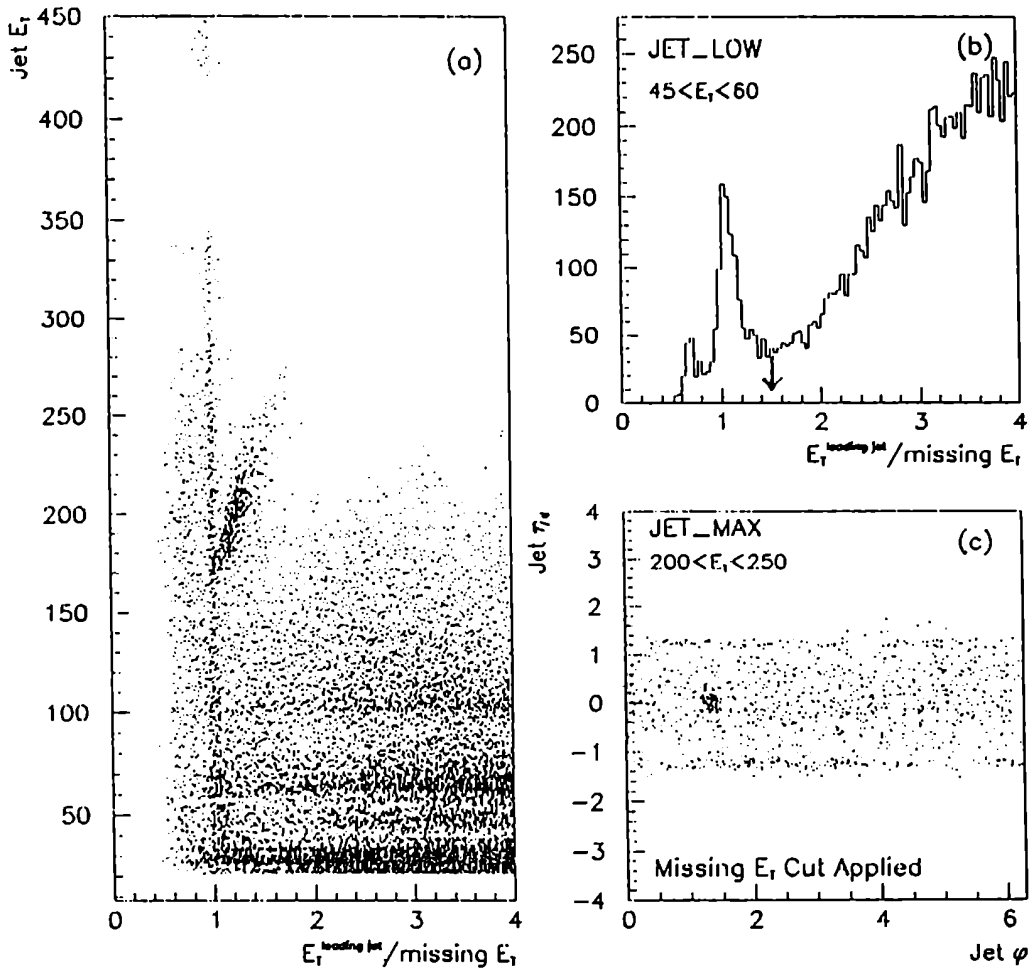 Jet E_T
450
400
350
300
250
200
150
100
50
0
1
2
3
4
(a)
E_T^leading jet/missing E_T
250
200
150
100
50
0
JET_LOW
(b)
45<E_T<60
0
1
2
3
4
E_T^leading jet/missing E_T
Jet
4
3
2
1
0
−1
−2
−3
−4
JET_MAX
(c)
200<E_T<250
Missing E_T Cut Applied
0
2
4
6
Jet φ